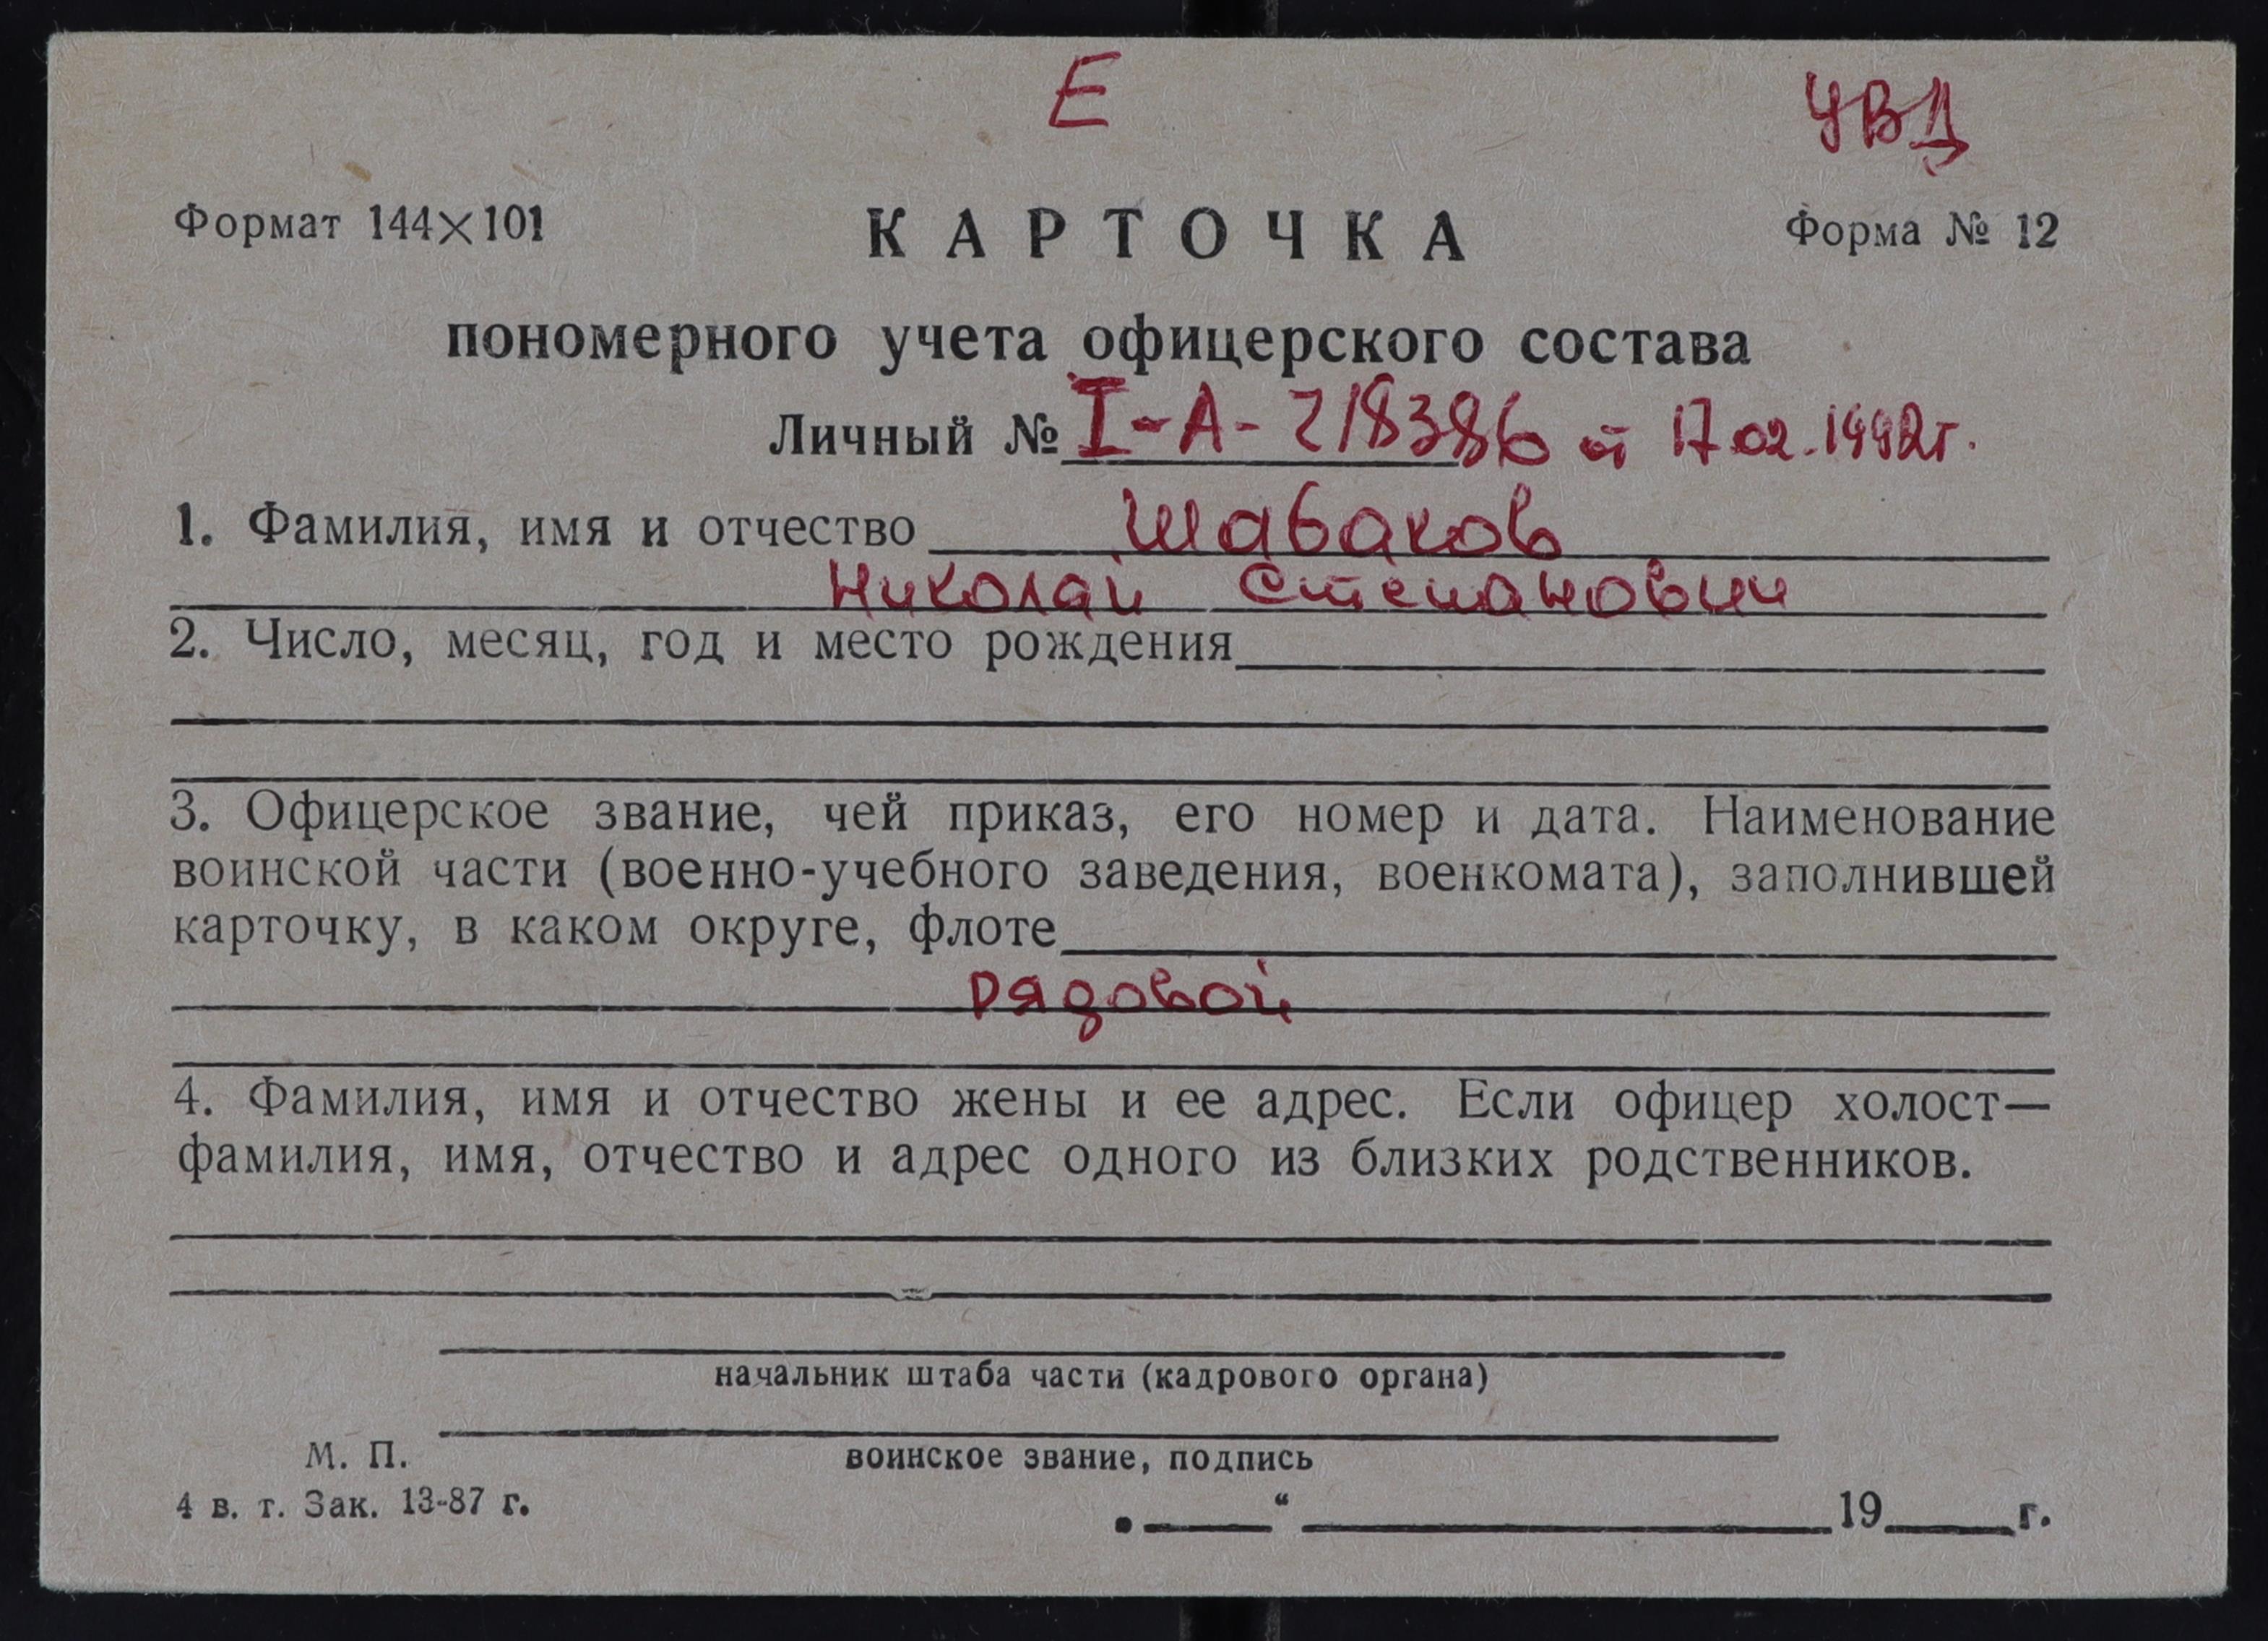 Е
УВД
Формат 144×101
КАРТОЧКА
Форма № 12
пономерного учета офицерского состава
Личный № I-А-218386 от 17.02.1992г.
1. Фамилия, имя и отчество Шабаков
Николай Степанович
2. Число, месяц, год и место рождения
3. Офицерское звание, чей приказ, его номер и дата. Наименование
воинской части (военно-учебного заведения, военкомата), заполнившей
карточку, в каком округе, флоте
рядовой
4. Фамилия, имя и отчество жены и ее адрес. Если офицер холост—
фамилия, имя, отчество и адрес одного из близких родственников.
начальник штаба части (кадрового органа)
М. П.
воинское звание, подпись
4 в. т. Зак. 13-87 г.
„ “ 19 г.